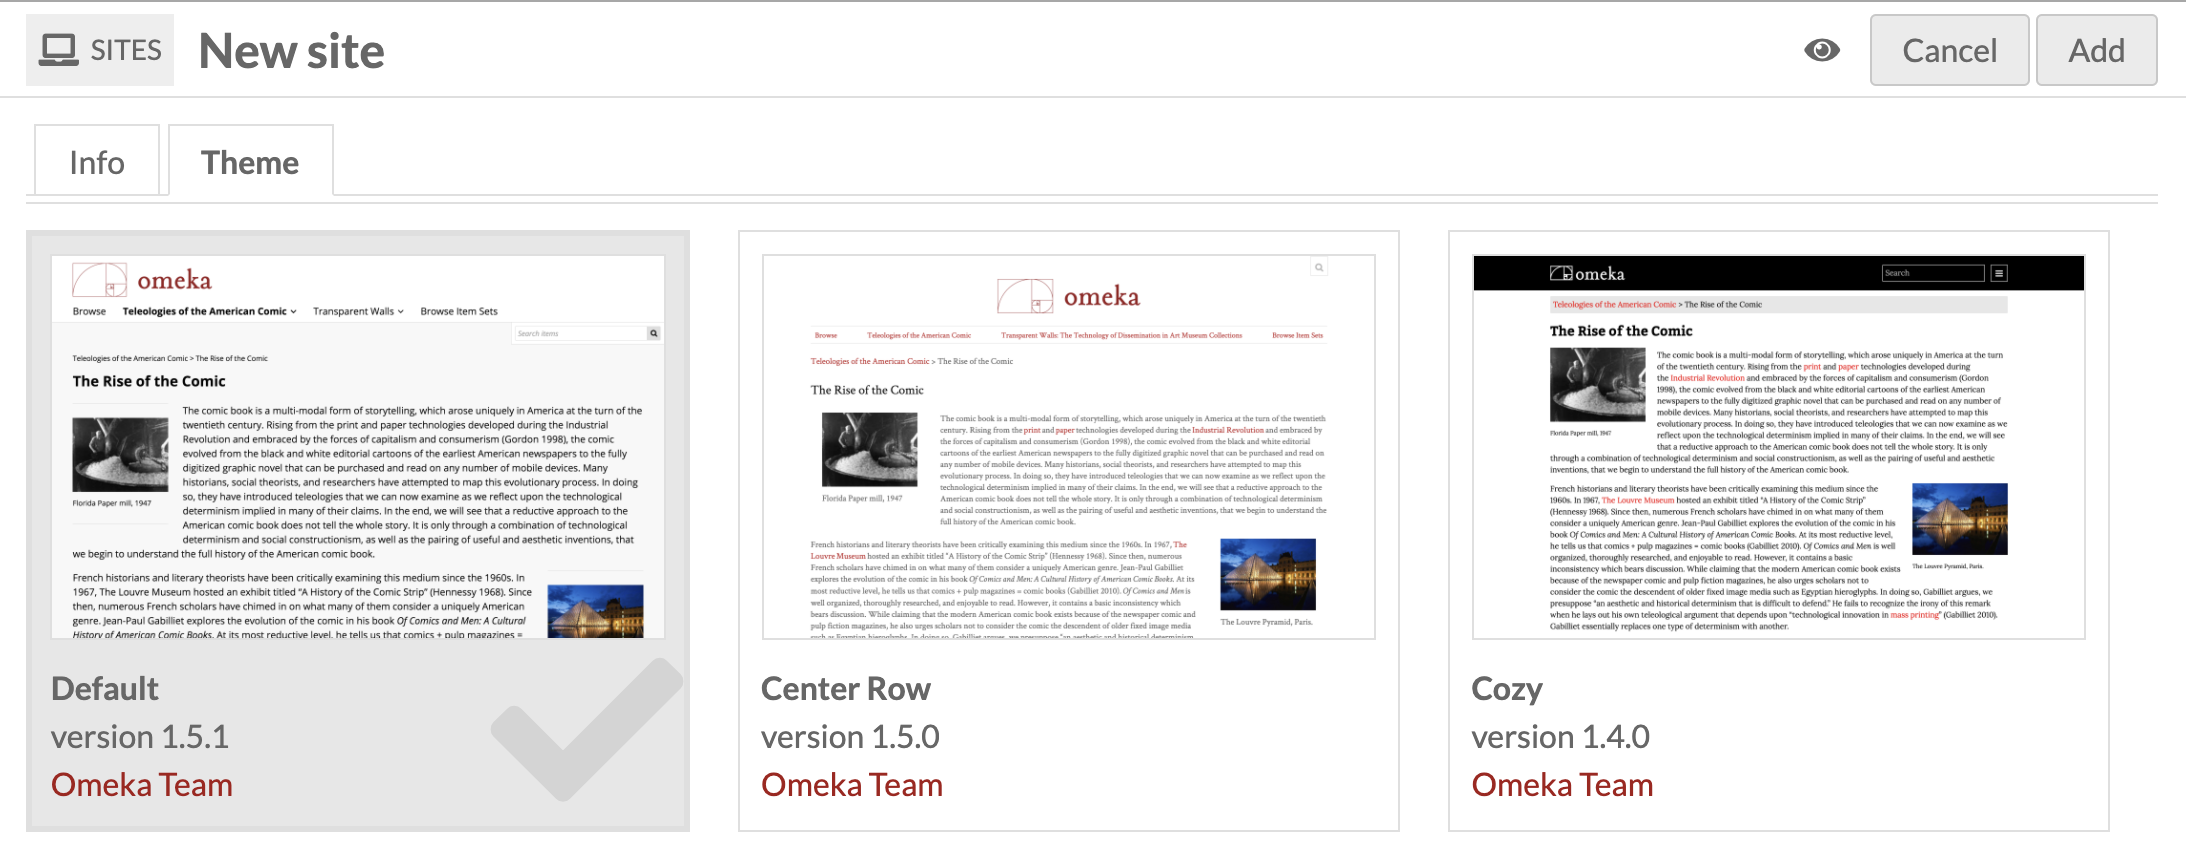 SITES New site Cancel Add
Info Theme
omeka
Browse Teleologies of the American Comic Transparent Walls Browse Item Sets
Search items
Teleologies of the American Comic > The Rise of the Comic
The Rise of the Comic
The comic book is a multi-modal form of storytelling, which arose uniquely in America at the turn of the
twentieth century. Rising from the print and paper technologies developed during the Industrial
Revolution and embraced by the forces of capitalism and consumerism (Gordon 1998), the comic
evolved from the black and white editorial cartoons of the earliest American newspapers to the fully
digitized graphic novel that can be purchased and read on any number of mobile devices. Many
historians, social theorists, and researchers have attempted to map this evolutionary process. In doing
so, they have introduced teleologies that we can now examine as we reflect upon the technological
determinism implied in many of their claims. In the end, we will see that a reductive approach to the
American comic book does not tell the whole story. It is only through a combination of technological
determinism and social constructionism, as well as the pairing of useful and aesthetic inventions, that
we begin to understand the full history of the American comic book.
Florida Paper mill, 1947
French historians and literary theorists have been critically examining this medium since the 1960s. In
1967, The Louvre Museum hosted an exhibit titled "A History of the Comic Strip" (Hennessy 1968). Since
then, numerous French scholars have chimed in on what many of them consider a uniquely American
genre. Jean-Paul Gabilliet explores the evolution of the comic in his book Of Comics and Men: A Cultural
History of American Comic Books. At its most reductive level, he tells us that comics + pulp magazines =
Default
version 1.5.1
Omeka Team
omeka
Browse Teleologies of the American Comic Transparent Walls: The Technology of Dissemination in Art Museum Collections Browse Item Sets
Teleologies of the American Comic > The Rise of the Comic
The Rise of the Comic
The comic book is a multi-modal form of storytelling, which arose uniquely in America at the turn of the twentieth
century. Rising from the print and paper technologies developed during the Industrial Revolution and embraced by
the forces of capitalism and consumerism (Gordon 1998), the comic evolved from the black and white editorial
cartoons of the earliest American newspapers to the fully digitized graphic novel that can be purchased and read on
any number of mobile devices. Many historians, social theorists, and researchers have attempted to map this
evolutionary process. In doing so, they have introduced teleologies that we can now examine as we reflect upon the
technological determinism implied in many of their claims. In the end, we will see that a reductive approach to the
American comic book does not tell the whole story. It is only through a combination of technological determinism
and social constructionism, as well as the pairing of useful and aesthetic inventions, that we begin to understand the
full history of the American comic book.
Florida Paper mill, 1947
French historians and literary theorists have been critically examining this medium since the 1960s. In 1967, The
Louvre Museum hosted an exhibit titled "A History of the Comic Strip" (Hennessy 1968). Since then, numerous
French scholars have chimed in on what many of them consider a uniquely American genre. Jean-Paul Gabilliet
explores the evolution of the comic in his book Of Comics and Men: A Cultural History of American Comic Books. At its
most reductive level, he tells us that comics + pulp magazines = comic books (Gabilliet 2010). Of Comics and Men is
well organized, thoroughly researched, and enjoyable to read. However, it contains a basic inconsistency which
bears discussion. While claiming that the modern American comic book exists because of the newspaper comic and
pulp fiction magazines, he also urges scholars not to consider the comic the descendent of older fixed image media
such as Egyptian hieroglyphs. In doing so, Gabilliet argues, we presuppose "an aesthetic and historical determinism
The Louvre Pyramid, Paris.
Center Row
version 1.5.0
Omeka Team
omeka Search
Teleologies of the American Comic > The Rise of the Comic
The Rise of the Comic
The comic book is a multi-modal form of storytelling, which arose uniquely in America at the turn
of the twentieth century. Rising from the print and paper technologies developed during
the Industrial Revolution and embraced by the forces of capitalism and consumerism (Gordon
1998), the comic evolved from the black and white editorial cartoons of the earliest American
newspapers to the fully digitized graphic novel that can be purchased and read on any number of
mobile devices. Many historians, social theorists, and researchers have attempted to map this
evolutionary process. In doing so, they have introduced teleologies that we can now examine as we
reflect upon the technological determinism implied in many of their claims. In the end, we will see
that a reductive approach to the American comic book does not tell the whole story. It is only
through a combination of technological determinism and social constructionism, as well as the pairing of useful and aesthetic
inventions, that we begin to understand the full history of the American comic book.
Florida Paper mill, 1947
French historians and literary theorists have been critically examining this medium since the
1960s. In 1967, The Louvre Museum hosted an exhibit titled "A History of the Comic Strip"
(Hennessy 1968). Since then, numerous French scholars have chimed in on what many of them
consider a uniquely American genre. Jean-Paul Gabilliet explores the evolution of the comic in his
book Of Comics and Men: A Cultural History of American Comic Books. At its most reductive level,
he tells us that comics + pulp magazines = comic books (Gabilliet 2010). Of Comics and Men is well
organized, thoroughly researched, and enjoyable to read. However, it contains a basic
inconsistency which bears discussion. While claiming that the modern American comic book exists
because of the newspaper comic and pulp fiction magazines, he also urges scholars not to
consider the comic the descendent of older fixed image media such as Egyptian hieroglyphs. In doing so, Gabilliet argues, we
presuppose "an aesthetic and historical determinism that is difficult to defend." He fails to recognize the irony of this remark
when he lays out his own teleological argument that depends upon "technological innovation in mass printing" (Gabilliet 2010).
Gabilliet essentially replaces one type of determinism with another.
The Louvre Pyramid, Paris.
Cozy
version 1.4.0
Omeka Team